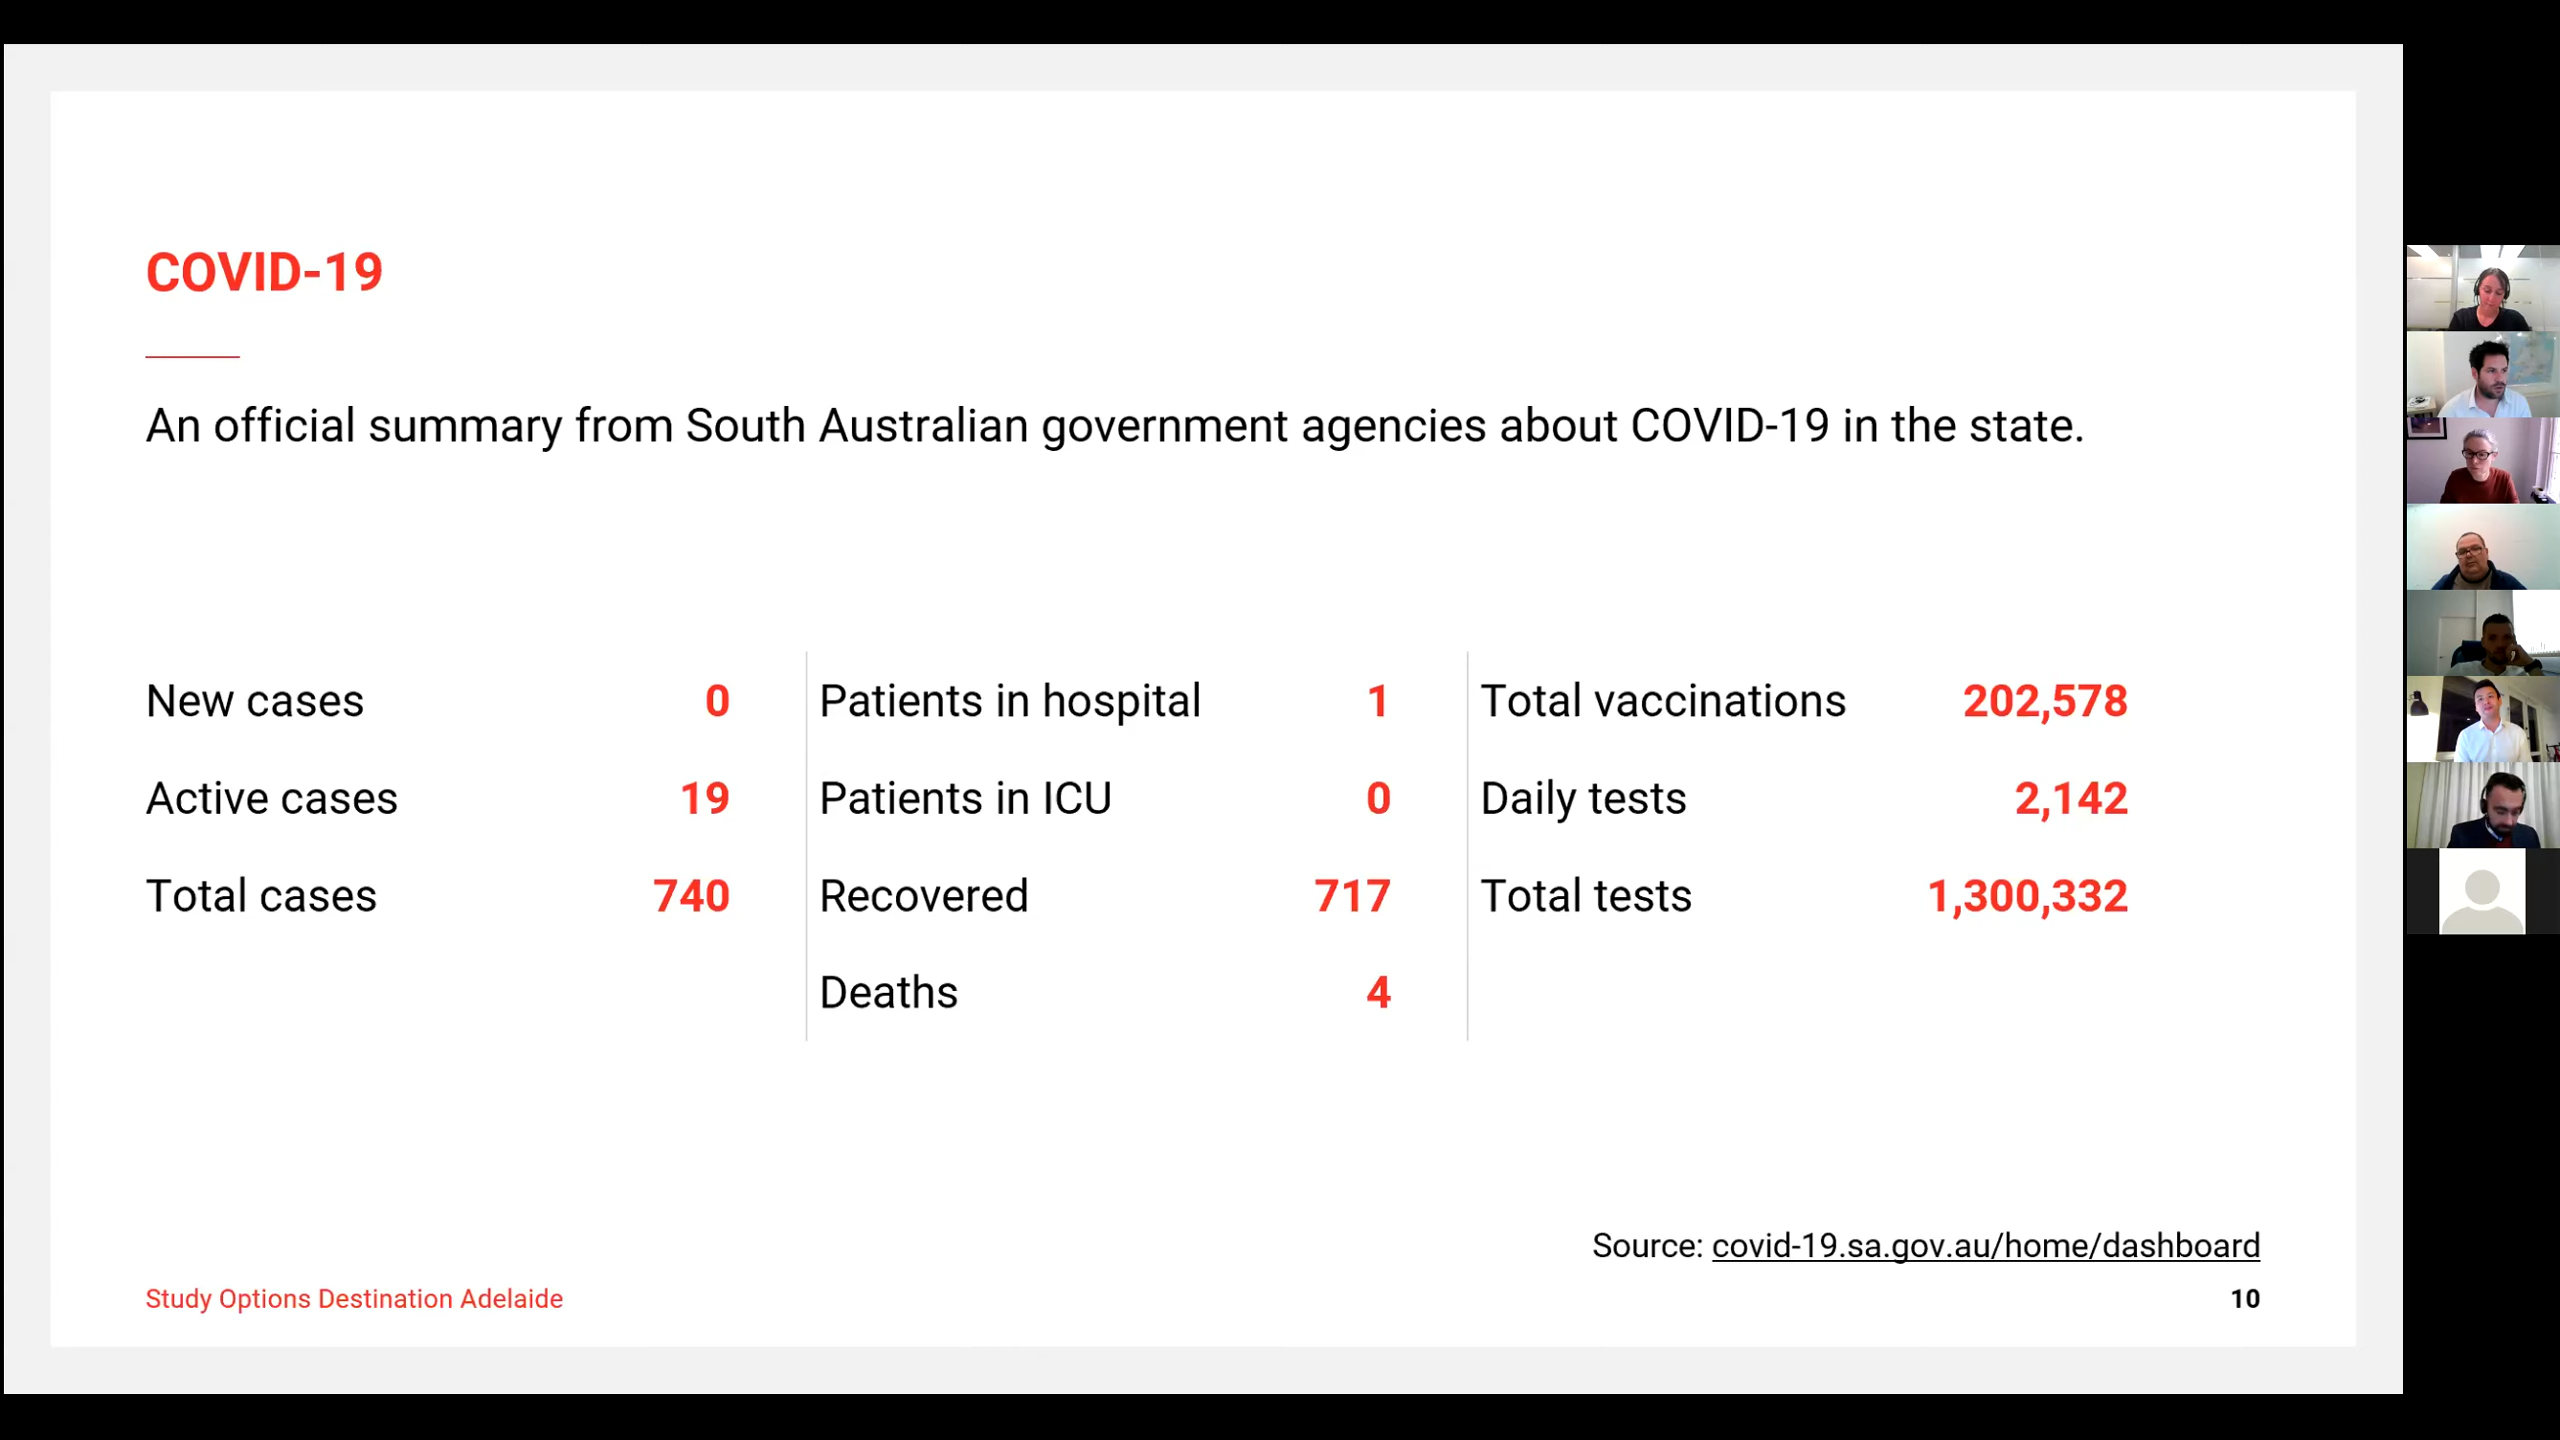 COVID-19
An official summary from South Australian government agencies about COVID-19 in the state.
New cases 0
Active cases 19
Total cases 740
Patients in hospital 1
Patients in ICU 0
Recovered 717
Deaths 4
Total vaccinations 202,578
Daily tests 2,142
Total tests 1,300,332
Source: covid-19.sa.gov.au/home/dashboard
Study Options Destination Adelaide
10